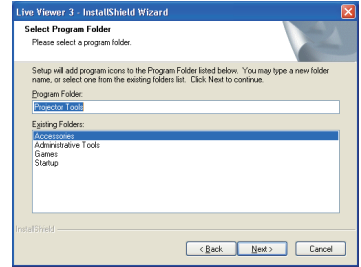 Live Viewer 3 - InstallShield Wizard
Select Program Folder
Please select a program folder.
Setup will add program icons to the Program Folder listed below. You may type a new folder
name, or select one from the existing folders list. Click Next to continue.
Program Folder:
Projector Tools
Existing Folders:
Accessories
Administrative Tools
Games
Startup
InstallShield
< Back
Next >
Cancel